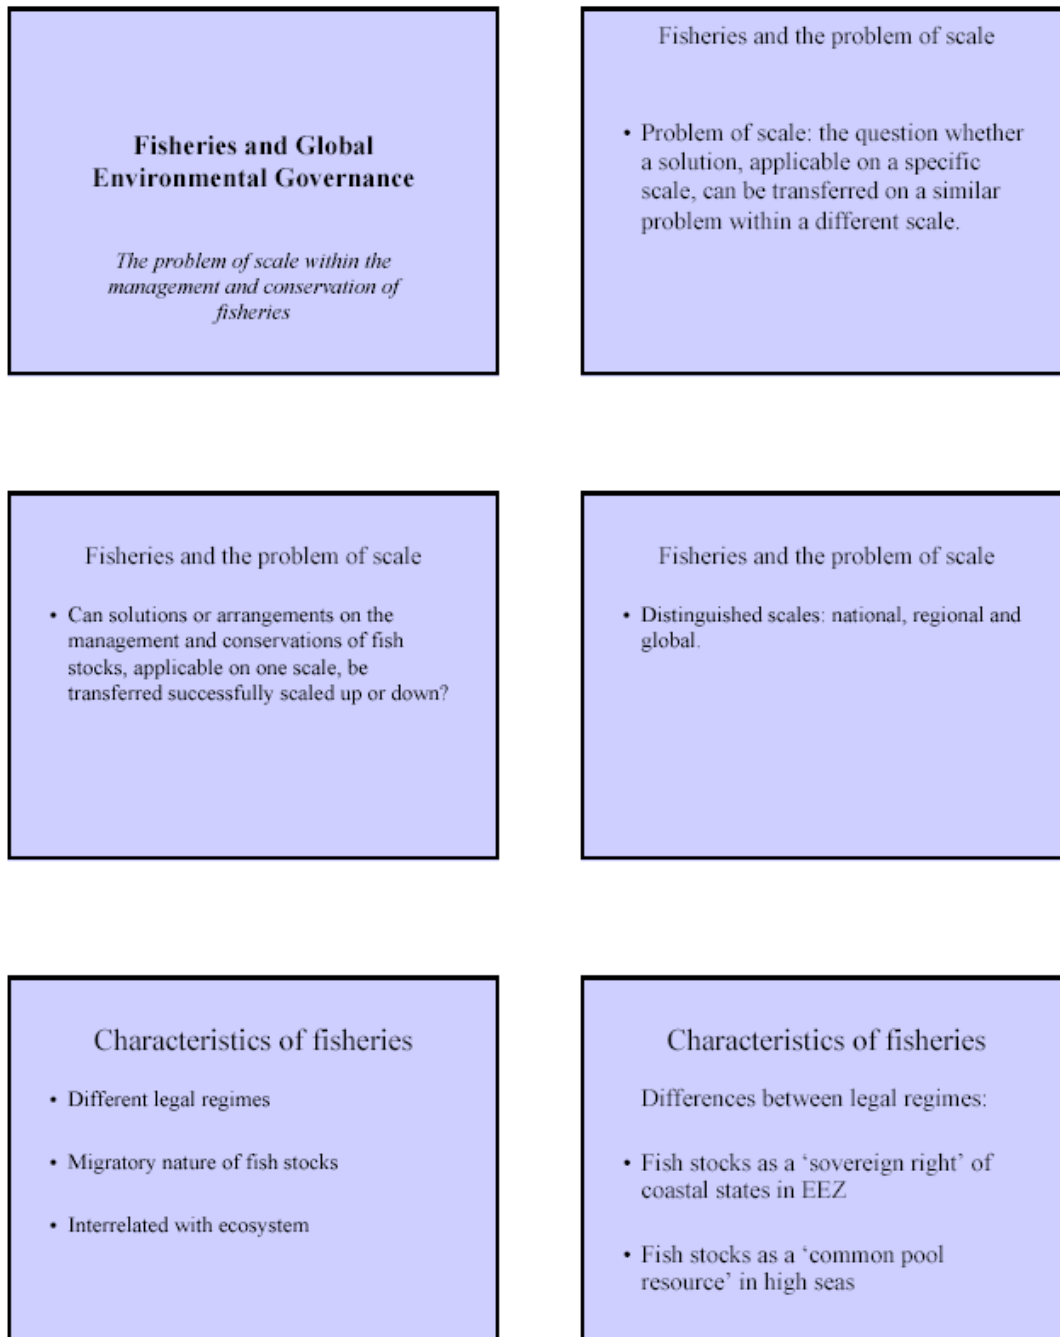 Fisheries and Global
Environmental Governance
The problem of scale within the
management and conservation of
fisheries
Fisheries and the problem of scale
• Problem of scale: the question whether
a solution, applicable on a specific
scale, can be transferred on a similar
problem within a different scale.
Fisheries and the problem of scale
• Can solutions or arrangements on the
management and conservations of fish
stocks, applicable on one scale, be
transferred successfully scaled up or down?
Fisheries and the problem of scale
• Distinguished scales: national, regional and
global.
Characteristics of fisheries
• Different legal regimes
• Migratory nature of fish stocks
• Interrelated with ecosystem
Characteristics of fisheries
Differences between legal regimes:
• Fish stocks as a ‘sovereign right’ of
coastal states in EEZ
• Fish stocks as a ‘common pool
resource’ in high seas